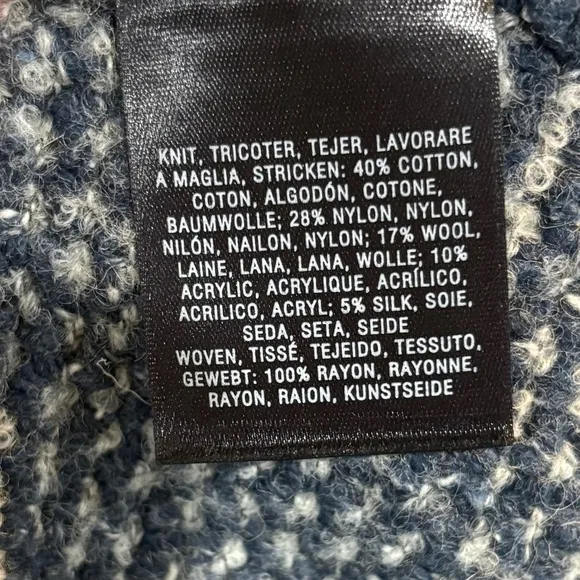 KNIT, TRICOTER, TEJER, LAVORARE
A MAGLIA, STRICKEN: 40% COTTON,
COTON, ALGODÓN, COTONE,
BAUMWOLLE; 28% NYLON, NYLON,
NILÓN, NAILON, NYLON; 17% WOOL,
LAINE, LANA, LANA, WOLLE; 10%
ACRYLIC, ACRYLIQUE, ACRÍLICO,
ACRILICO, ACRYL; 5% SILK, SOIE,
SEDA, SETA, SEIDE
WOVEN, TISSÉ, TEJEIDO, TESSUTO,
GEWEBT: 100% RAYON, RAYONNE,
RAYON, RAION, KUNSTSEIDE